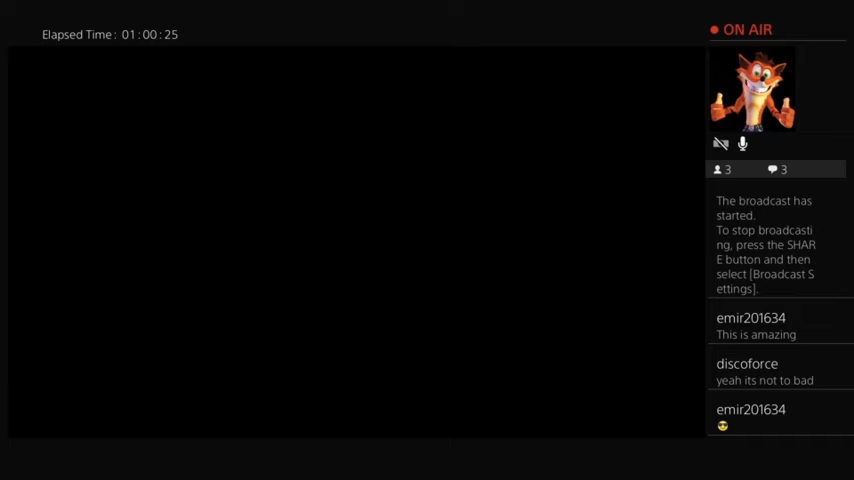 Elapsed Time: 01:00:25
ON AIR
3 3
The broadcast has
started.
To stop broadcasti
ng, press the SHAR
E button and then
select [Broadcast S
ettings].
emir201634
This is amazing
discoforce
yeah its not to bad
emir201634
😎